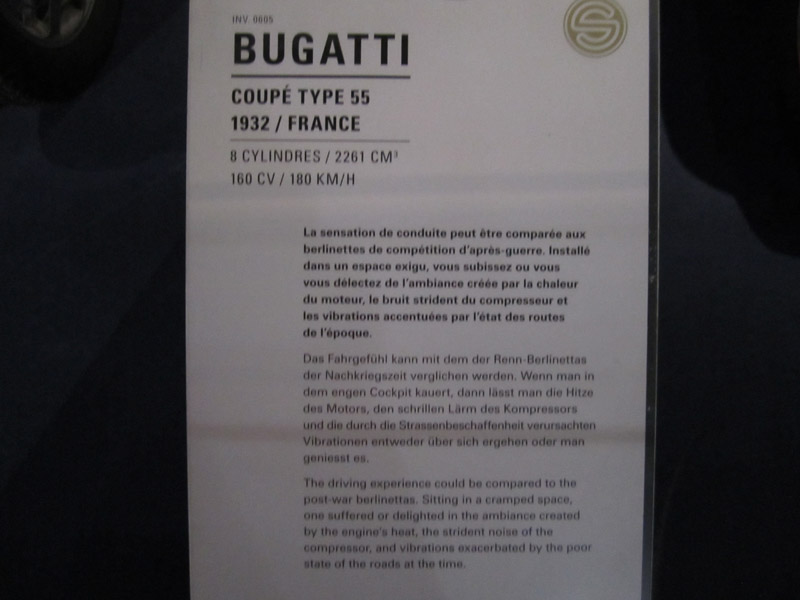 INV. 0605
BUGATTI
COUPÉ TYPE 55
1932 / FRANCE
8 CYLINDRES / 2261 CM³
160 CV / 180 KM/H
La sensation de conduite peut être comparée aux
berlinettes de compétition d'après-guerre. Installé
dans un espace exigu, vous subissez ou vous
vous délectez de l'ambiance créée par la chaleur
du moteur, le bruit strident du compresseur et
les vibrations accentuées par l'état des routes
de l'époque.
Das Fahrgefühl kann mit dem der Renn-Berlinettas
der Nachkriegszeit verglichen werden. Wenn man in
dem engen Cockpit kauert, dann lässt man die Hitze
des Motors, den schrillen Lärm des Kompressors
und die durch die Strassenbeschaffenheit verursachten
Vibrationen entweder über sich ergehen oder man
geniesst es.
The driving experience could be compared to the
post-war berlinettas. Sitting in a cramped space,
one suffered or delighted in the ambiance created
by the engine's heat, the strident noise of the
compressor, and vibrations exacerbated by the poor
state of the roads at the time.